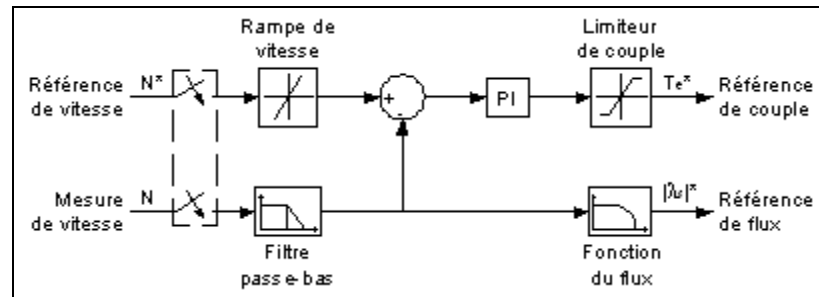 Rampe de
vitesse
Limiteur
de couple
Référence
de vitesse
N*
+
-
PI
Te*
Référence
de couple
Mesure
de vitesse
N
|λs|*
Référence
de flux
Filtre
passe-bas
Fonction
du flux